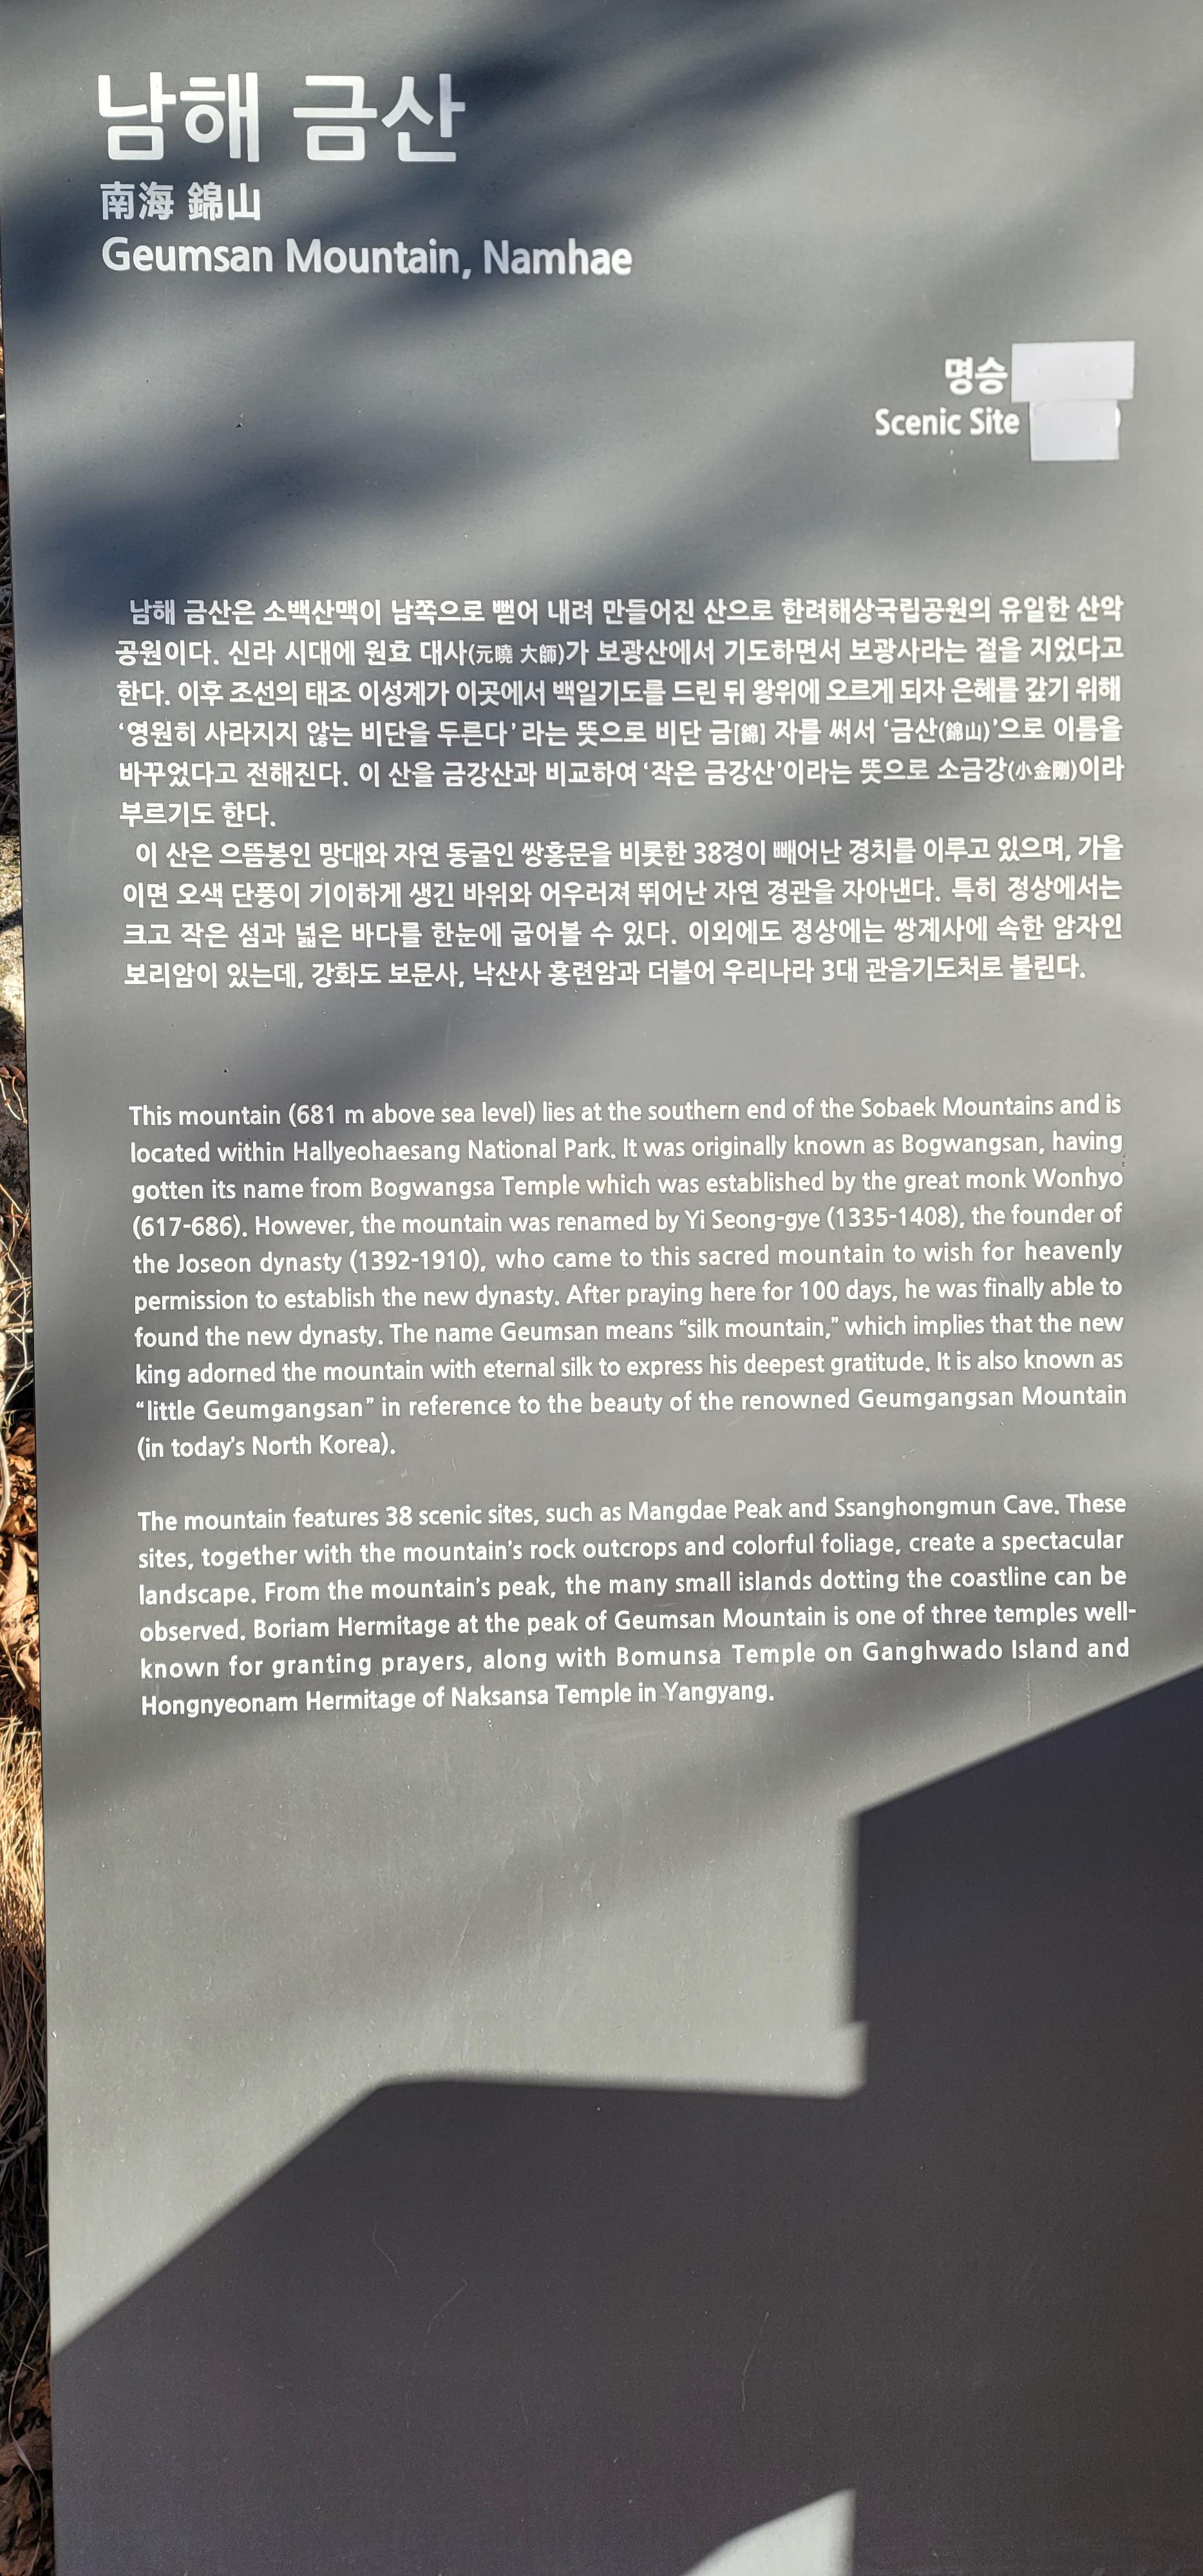 남해 금산
南海 錦山
Geumsan Mountain, Namhae
명승
Scenic Site
남해 금산은 소백산맥이 남쪽으로 뻗어 내려 만들어진 산으로 한려해상국립공원의 유일한 산악
공원이다. 신라 시대에 원효 대사(元曉 大師)가 보광산에서 기도하면서 보광사라는 절을 지었다고
한다. 이후 조선의 태조 이성계가 이곳에서 백일기도를 드린 뒤 왕위에 오르게 되자 은혜를 갚기 위해
‘영원히 사라지지 않는 비단을 두른다’라는 뜻으로 비단 금[錦] 자를 써서 ‘금산(錦山)’으로 이름을
바꾸었다고 전해진다. 이 산을 금강산과 비교하여 ‘작은 금강산’이라는 뜻으로 소금강(小金剛)이라
부르기도 한다.
이 산은 으뜸봉인 망대와 자연 동굴인 쌍홍문을 비롯한 38경이 빼어난 경치를 이루고 있으며, 가을
이면 오색 단풍이 기이하게 생긴 바위와 어우러져 뛰어난 자연 경관을 자아낸다. 특히 정상에서는
크고 작은 섬과 넓은 바다를 한눈에 굽어볼 수 있다. 이외에도 정상에는 쌍계사에 속한 암자인
보리암이 있는데, 강화도 보문사, 낙산사 홍련암과 더불어 우리나라 3대 관음기도처로 불린다.
This mountain (681 m above sea level) lies at the southern end of the Sobaek Mountains and is
located within Hallyeohaesang National Park. It was originally known as Bogwangsan, having
gotten its name from Bogwangsa Temple which was established by the great monk Wonhyo
(617-686). However, the mountain was renamed by Yi Seong-gye (1335-1408), the founder of
the Joseon dynasty (1392-1910), who came to this sacred mountain to wish for heavenly
permission to establish the new dynasty. After praying here for 100 days, he was finally able to
found the new dynasty. The name Geumsan means “silk mountain,” which implies that the new
king adorned the mountain with eternal silk to express his deepest gratitude. It is also known as
“little Geumgangsan” in reference to the beauty of the renowned Geumgangsan Mountain
(in today’s North Korea).
The mountain features 38 scenic sites, such as Mangdae Peak and Ssanghongmun Cave. These
sites, together with the mountain’s rock outcrops and colorful foliage, create a spectacular
landscape. From the mountain’s peak, the many small islands dotting the coastline can be
observed. Boriam Hermitage at the peak of Geumsan Mountain is one of three temples well-
known for granting prayers, along with Bomunsa Temple on Ganghwado Island and
Hongnyeonam Hermitage of Naksansa Temple in Yangyang.